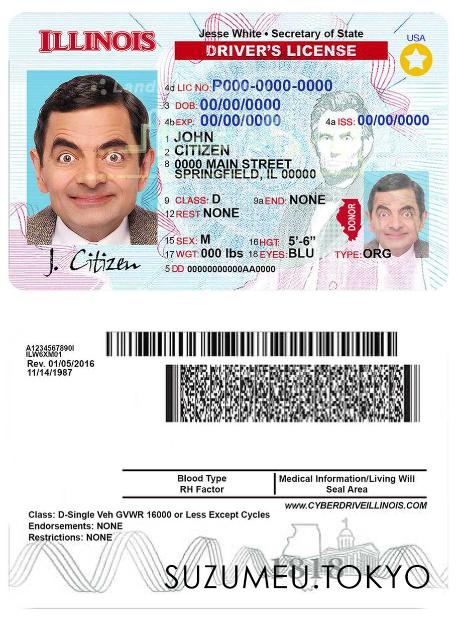 Jesse White • Secretary of State
ILLINOIS
DRIVER'S LICENSE
USA
4d LIC NO: P000-0000-0000
3 DOB: 00/00/0000
4b EXP: 00/00/0000
4a ISS: 00/00/0000
1 JOHN
2 CITIZEN
8 0000 MAIN STREET
SPRINGFIELD, IL 00000
9 CLASS: D
9a END: NONE
12 REST NONE
DONOR
15 SEX: M
16 HGT: 5'-6"
17 WGT: 000 lbs
18 EYES: BLU
TYPE: ORG
5 DD 00000000000AA0000
J. Citizen
A1234567890I
ILW6XM01
Rev. 01/05/2016
11/14/1987
Blood Type
RH Factor
Medical Information/Living Will
Seal Area
www.CYBERDRIVEILLINOIS.COM
Class: D-Single Veh GVWR 16000 or Less Except Cycles
Endorsements: NONE
Restrictions: NONE
SUZUMEU.TOKYO